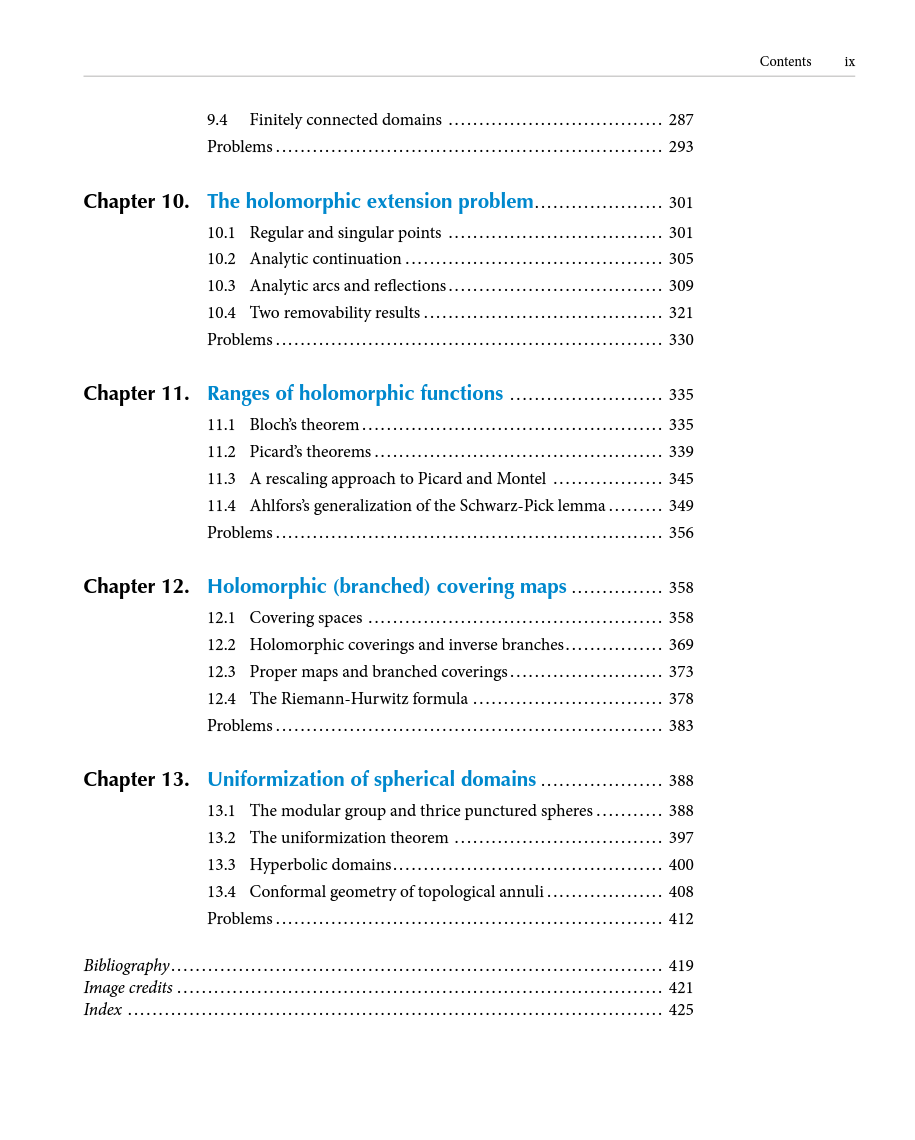 Contents ix
9.4 Finitely connected domains .................................. 287
Problems ............................................................... 293
Chapter 10. The holomorphic extension problem..................... 301
10.1 Regular and singular points .................................. 301
10.2 Analytic continuation .......................................... 305
10.3 Analytic arcs and reflections................................... 309
10.4 Two removability results ....................................... 321
Problems ............................................................... 330
Chapter 11. Ranges of holomorphic functions ......................... 335
11.1 Bloch’s theorem ................................................. 335
11.2 Picard’s theorems ............................................... 339
11.3 A rescaling approach to Picard and Montel .................. 345
11.4 Ahlfors’s generalization of the Schwarz-Pick lemma ......... 349
Problems ............................................................... 356
Chapter 12. Holomorphic (branched) covering maps ............... 358
12.1 Covering spaces ................................................ 358
12.2 Holomorphic coverings and inverse branches................ 369
12.3 Proper maps and branched coverings......................... 373
12.4 The Riemann-Hurwitz formula ............................... 378
Problems ............................................................... 383
Chapter 13. Uniformization of spherical domains .................... 388
13.1 The modular group and thrice punctured spheres ........... 388
13.2 The uniformization theorem .................................. 397
13.3 Hyperbolic domains............................................ 400
13.4 Conformal geometry of topological annuli ................... 408
Problems ............................................................... 412
Bibliography................................................................................ 419
Image credits ............................................................................... 421
Index ....................................................................................... 425